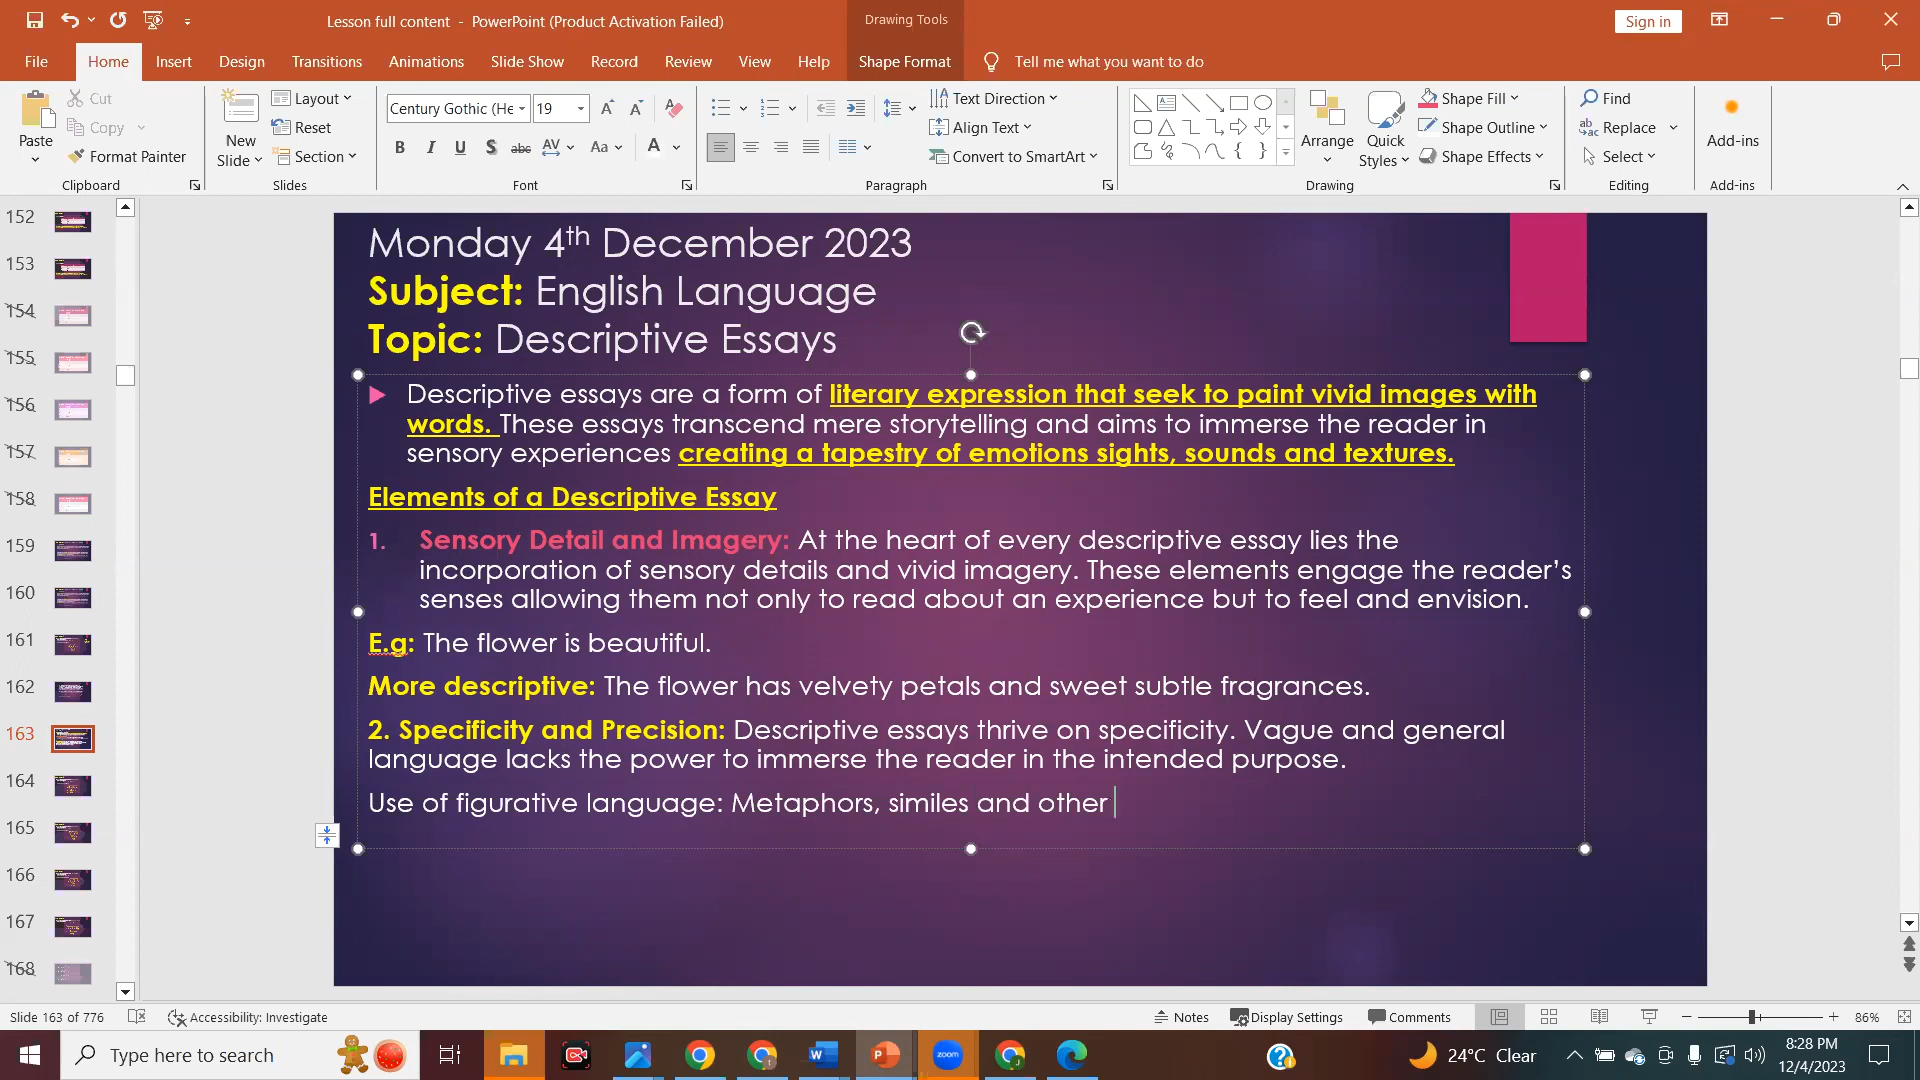 Lesson full content - PowerPoint (Product Activation Failed)
Drawing Tools
Sign in
File Home Insert Design Transitions Animations Slide Show Record Review View Help Shape Format Tell me what you want to do
Paste
Cut
Copy
Format Painter
Clipboard
New Slide
Layout
Reset
Section
Slides
Century Gothic (He 19
B I U S abc AV Aa A
Font
Text Direction
Align Text
Convert to SmartArt
Paragraph
Arrange
Quick Styles
Shape Fill
Shape Outline
Shape Effects
Drawing
Find
Replace
Select
Editing
Add-ins
Add-ins
152
153
154
155
156
157
158
159
160
161
162
163
164
165
166
167
168
Monday 4th December 2023
Subject: English Language
Topic: Descriptive Essays
Descriptive essays are a form of literary expression that seek to paint vivid images with
words. These essays transcend mere storytelling and aims to immerse the reader in
sensory experiences creating a tapestry of emotions sights, sounds and textures.
Elements of a Descriptive Essay
1. Sensory Detail and Imagery: At the heart of every descriptive essay lies the
incorporation of sensory details and vivid imagery. These elements engage the reader's
senses allowing them not only to read about an experience but to feel and envision.
E.g: The flower is beautiful.
More descriptive: The flower has velvety petals and sweet subtle fragrances.
2. Specificity and Precision: Descriptive essays thrive on specificity. Vague and general
language lacks the power to immerse the reader in the intended purpose.
Use of figurative language: Metaphors, similes and other
Slide 163 of 776 Accessibility: Investigate Notes Display Settings Comments 86%
Type here to search zoom 24°C Clear 8:28 PM
12/4/2023